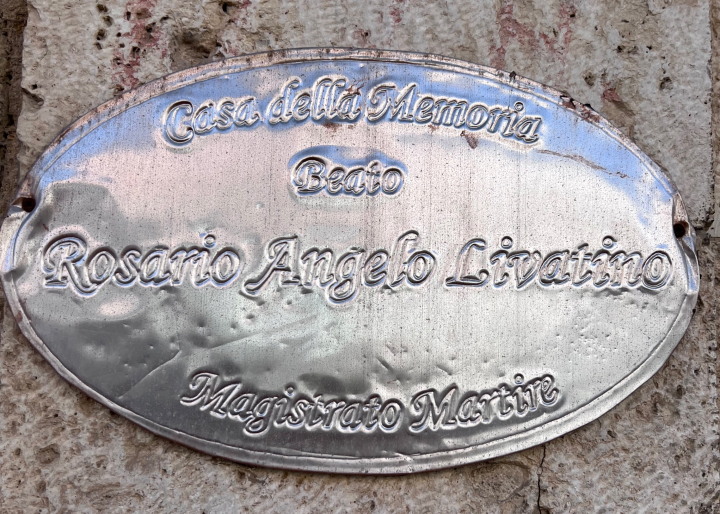 Casa della Memoria
Beato
Rosario Angelo Livatino
Magistrato Martire